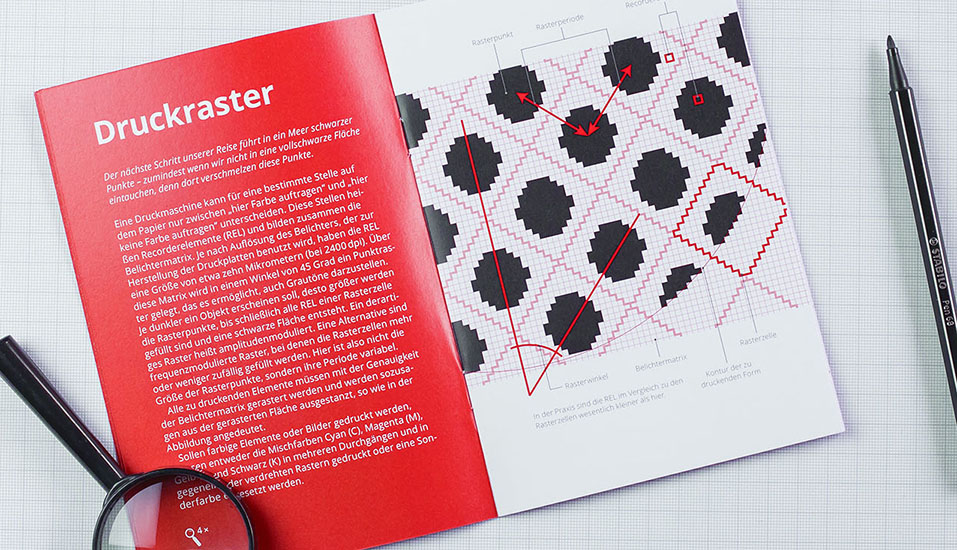 Druckraster
Der nächste Schritt unserer Reise führt in ein Meer schwarzer
Punkte – zumindest wenn wir nicht in eine vollschwarze Fläche
eintauchen, denn dort verschmelzen diese Punkte.
Eine Druckmaschine kann für eine bestimmte Stelle auf
dem Papier nur zwischen „hier Farbe auftragen“ und „hier
keine Farbe auftragen“ unterscheiden. Diese Stellen hei-
ßen Recorderelemente (REL) und bilden zusammen die
Belichtermatrix. Je nach Auflösung des Belichters, der zur
Herstellung der Druckplatten benutzt wird, haben die REL
eine Größe von etwa zehn Mikrometern (bei 2400 dpi). Über
diese Matrix wird in einem Winkel von 45 Grad ein Punktras-
ter gelegt, das es ermöglicht, auch Grautöne darzustellen.
Je dunkler ein Objekt erscheinen soll, desto größer werden
die Rasterpunkte, bis schließlich alle REL einer Rasterzelle
gefüllt sind und eine schwarze Fläche entsteht. Ein derarti-
ges Raster heißt amplitudenmoduliert. Eine Alternative sind
frequenzmodulierte Raster, bei denen die Rasterzellen mehr
oder weniger zufällig gefüllt werden. Hier ist also nicht die
Größe der Rasterpunkte, sondern ihre Periode variabel.
Alle zu druckenden Elemente müssen mit der Genauigkeit
der Belichtermatrix gerastert werden und werden sozusa-
gen aus der gerasterten Fläche ausgestanzt, so wie in der
Abbildung angedeutet.
Sollen farbige Elemente oder Bilder gedruckt werden,
sen entweder die Mischfarben Cyan (C), Magenta (M),
Gelb nd Schwarz (K) in mehreren Durchgängen und in
gegenein der verdrehten Rastern gedruckt oder eine Son-
derfarbe e gesetzt werden.
4×
Rasterpunkt
Rasterperiode
Recorder
Rasterwinkel
Belichtermatrix
Rasterzelle
Kontur der zu
druckenden Form
In der Praxis sind die REL im Vergleich zu den
Rasterzellen wesentlich kleiner als hier.
STABILO
Pen 68